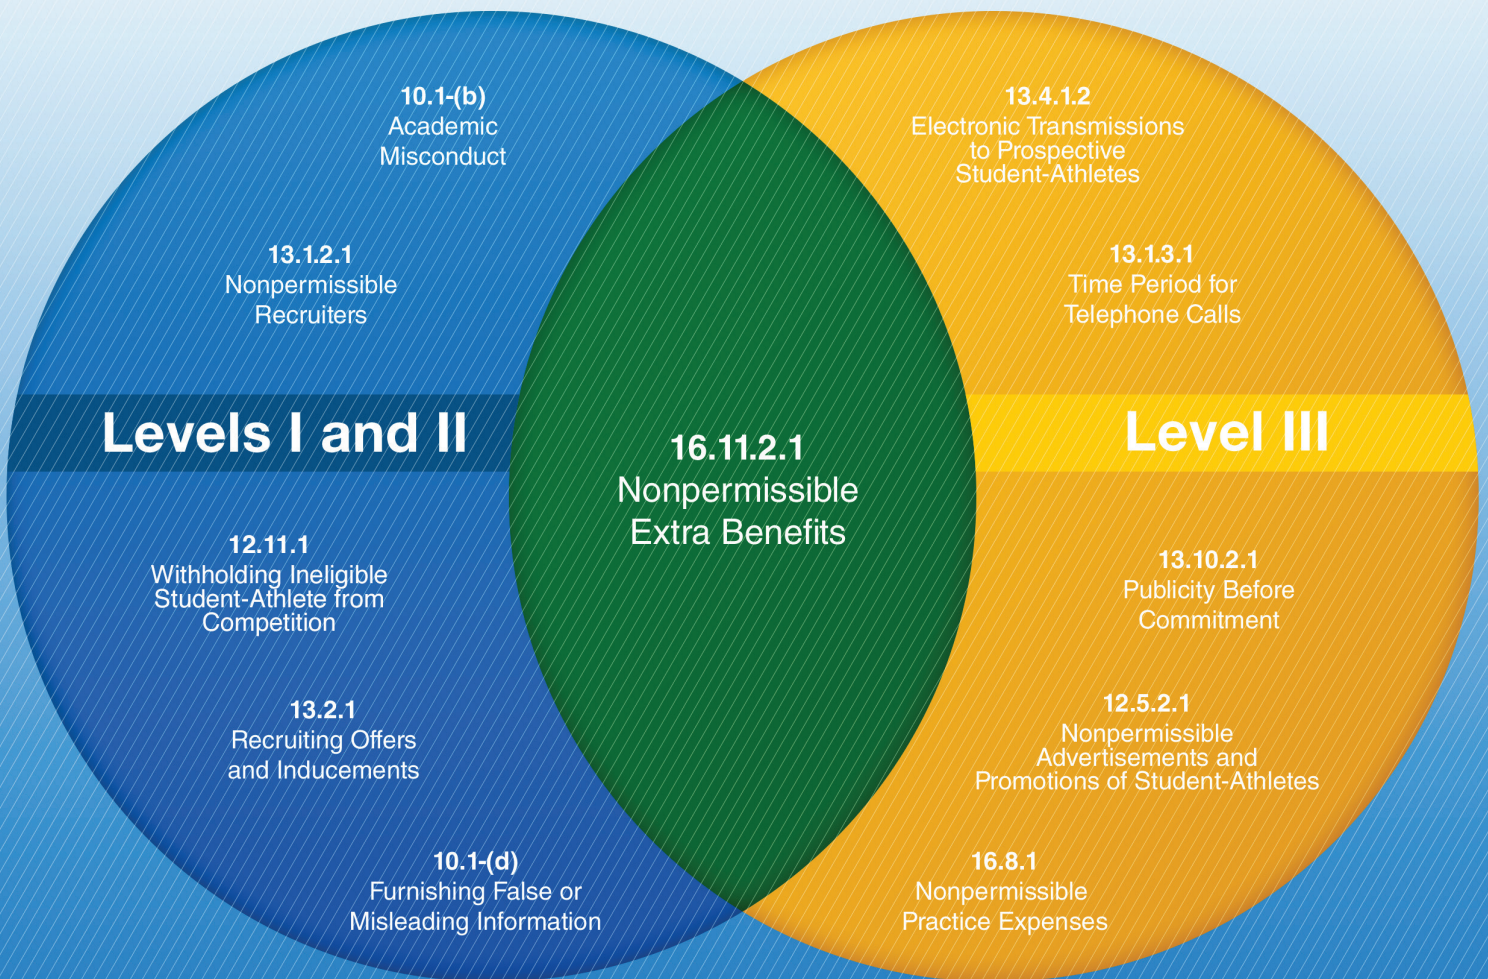 10.1-(b)
Academic
Misconduct
13.1.2.1
Nonpermissible
Recruiters
Levels I and II
12.11.1
Withholding Ineligible
Student-Athlete from
Competition
13.2.1
Recruiting Offers
and Inducements
10.1-(d)
Furnishing False or
Misleading Information
16.11.2.1
Nonpermissible
Extra Benefits
13.4.1.2
Electronic Transmissions
to Prospective
Student-Athletes
13.1.3.1
Time Period for
Telephone Calls
Level III
13.10.2.1
Publicity Before
Commitment
12.5.2.1
Nonpermissible
Advertisements and
Promotions of Student-Athletes
16.8.1
Nonpermissible
Practice Expenses